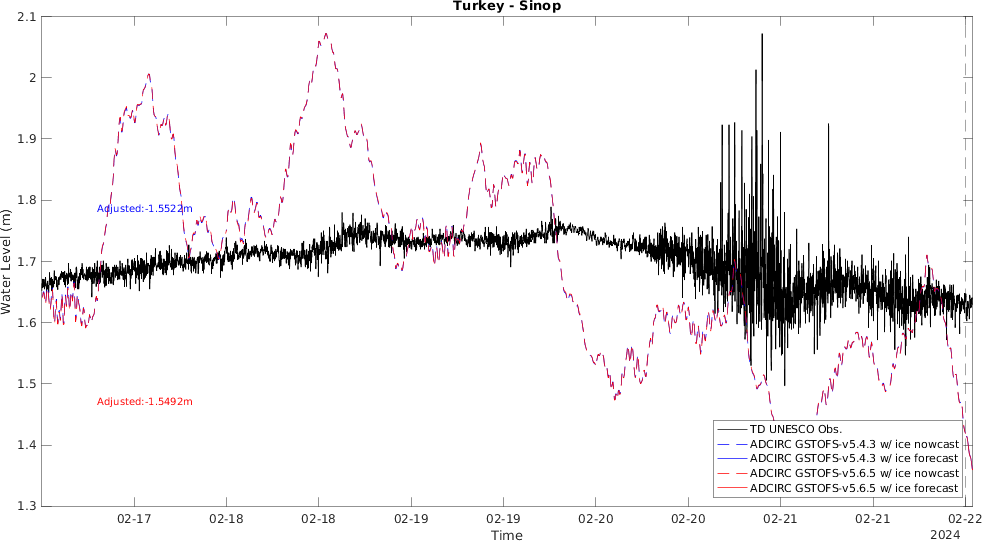 Turkey - Sinop
2.1
2
1.9
1.8
1.7
1.6
1.5
1.4
1.3
Water Level (m)
Adjusted:-1.5522m
Adjusted:-1.5492m
TD UNESCO Obs.
ADCIRC GSTOFS-v5.4.3 w/ ice nowcast
ADCIRC GSTOFS-v5.4.3 w/ ice forecast
ADCIRC GSTOFS-v5.6.5 w/ ice nowcast
ADCIRC GSTOFS-v5.6.5 w/ ice forecast
02-17 02-18 02-18 02-19 02-19 02-20 02-20 02-21 02-21 02-22
Time
2024